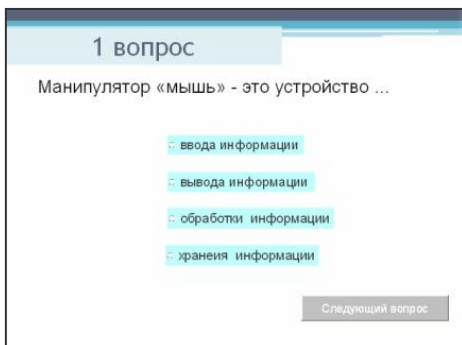 1 вопрос
Манипулятор «мышь» - это устройство ...
ввода информации
вывода информации
обработки информации
хранеия информации
Следующий вопрос